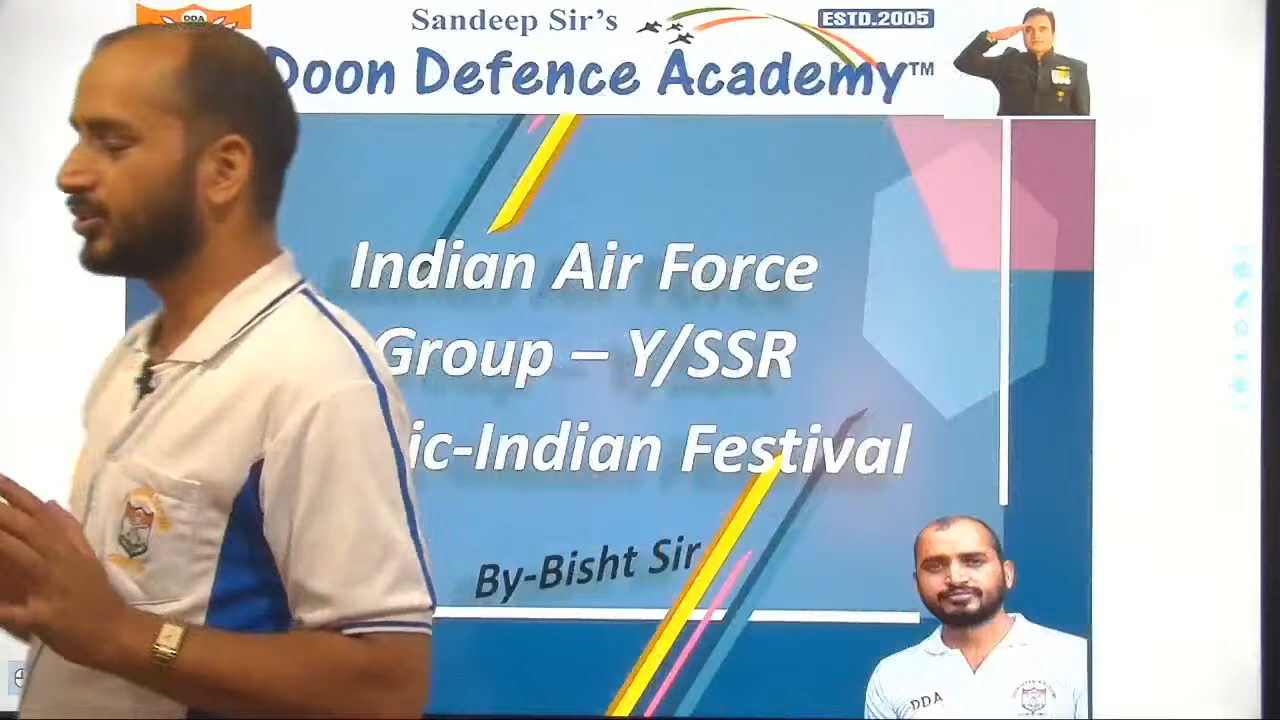 DDA
Sandeep Sir's
ESTD.2005
Doon Defence Academy™
Indian Air Force
Group – Y/SSR
ic-Indian Festival
By-Bisht Sir
DDA